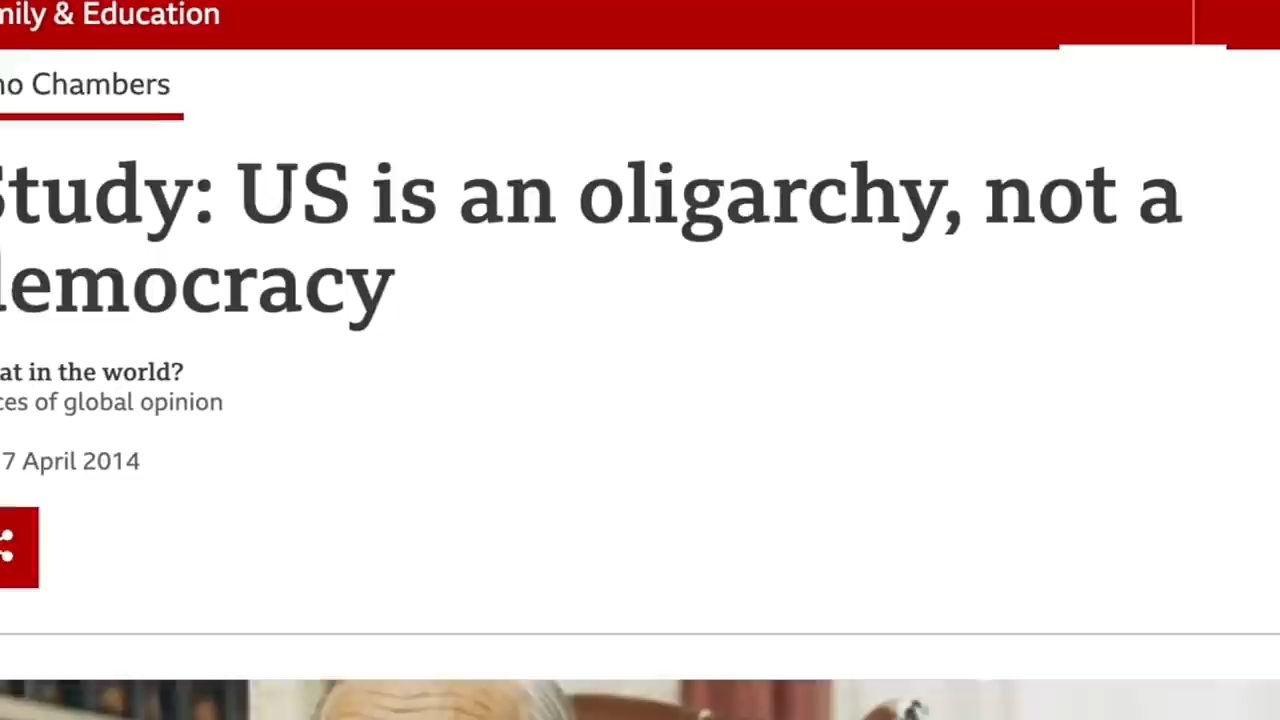 mily & Education
no Chambers
Study: US is an oligarchy, not a
democracy
at in the world?
ces of global opinion
7 April 2014